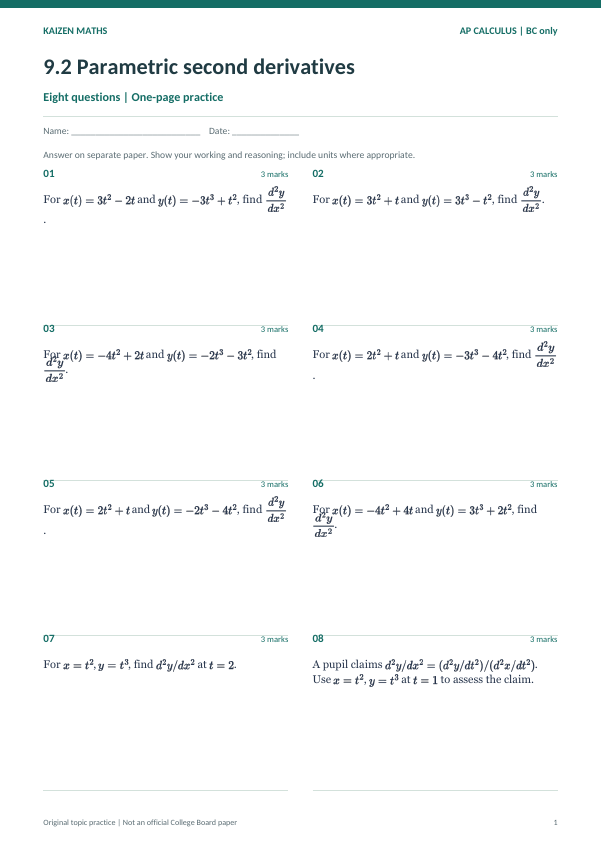 KAIZEN MATHS
AP CALCULUS | BC only
9.2 Parametric second derivatives
Eight questions | One-page practice
Name: ____________________________ Date: ______________
Answer on separate paper. Show your working and reasoning; include units where appropriate.
01 3 marks
For x(t) = 3t² − 2t and y(t) = −3t³ + t², find d²y/dx²
.
02 3 marks
For x(t) = 3t² + t and y(t) = 3t³ − t², find d²y/dx².
03 3 marks
For x(t) = −4t² + 2t and y(t) = −2t³ − 3t², find
d²y/dx².
04 3 marks
For x(t) = 2t² + t and y(t) = −3t³ − 4t², find d²y/dx²
.
05 3 marks
For x(t) = 2t² + t and y(t) = −2t³ − 4t², find d²y/dx²
.
06 3 marks
For x(t) = −4t² + 4t and y(t) = 3t³ + 2t², find
d²y/dx².
07 3 marks
For x = t², y = t³, find d²y/dx² at t = 2.
08 3 marks
A pupil claims d²y/dx² = (d²y/dt²)/(d²x/dt²).
Use x = t², y = t³ at t = 1 to assess the claim.
Original topic practice | Not an official College Board paper
1